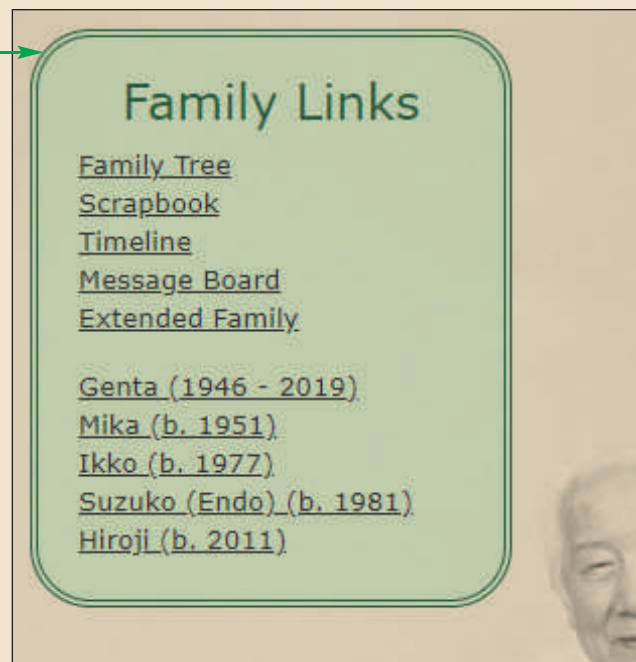 Family Links
Family Tree
Scrapbook
Timeline
Message Board
Extended Family
Genta (1946 - 2019)
Mika (b. 1951)
Ikko (b. 1977)
Suzuko (Endo) (b. 1981)
Hiroji (b. 2011)